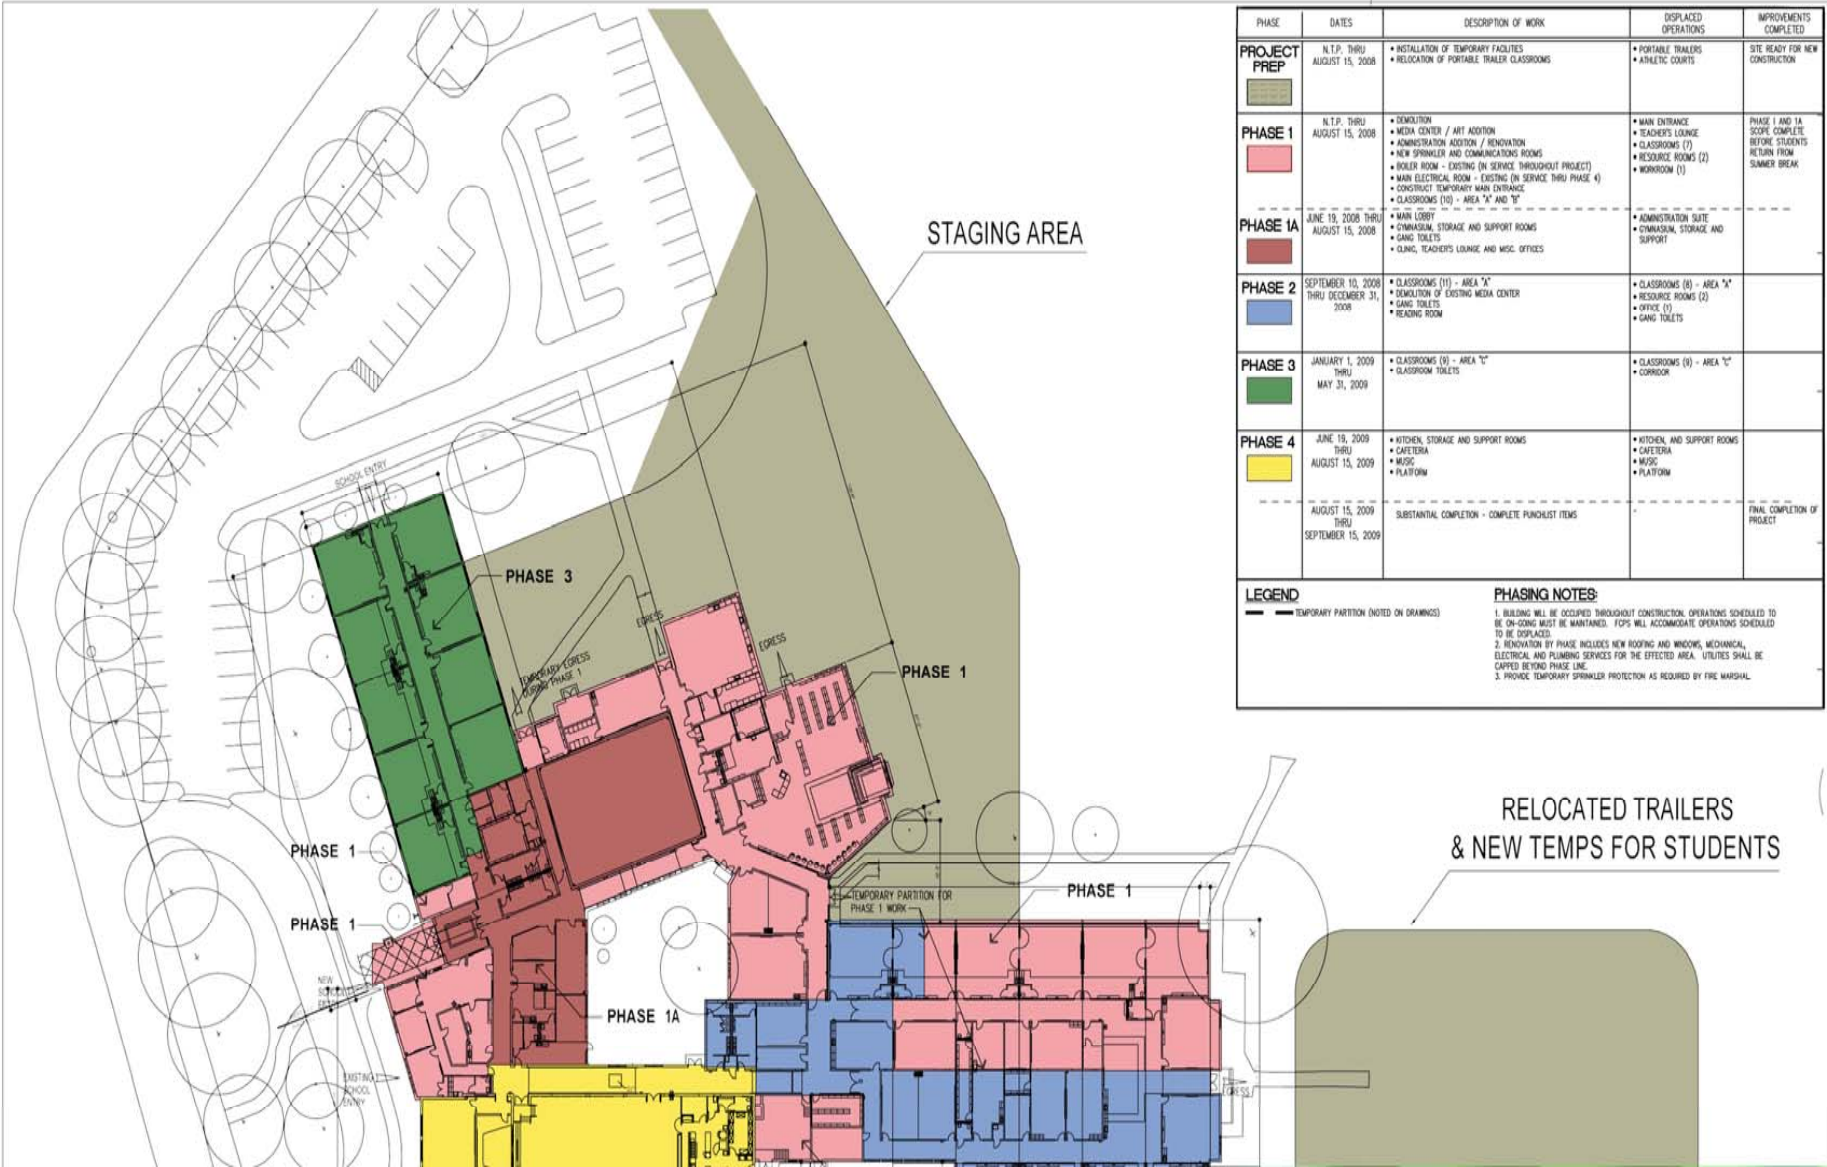 PHASE DATES DESCRIPTION OF WORK DISPLACED OPERATIONS IMPROVEMENTS COMPLETED
PROJECT PREP
N.T.P. THRU
AUGUST 15, 2008
• INSTALLATION OF TEMPORARY FACILITIES
• RELOCATION OF PORTABLE TRAILER CLASSROOMS
• PORTABLE TRAILERS
• ATHLETIC COURTS
SITE READY FOR NEW
CONSTRUCTION
PHASE 1
N.T.P. THRU
AUGUST 15, 2008
• DEMOLITION
• MEDIA CENTER / ART ADDITION
• ADMINISTRATION ADDITION / RENOVATION
• NEW SPRINKLER AND COMMUNICATIONS ROOMS
• BOILER ROOM - EXISTING (IN SERVICE THROUGHOUT PROJECT)
• MAIN ELECTRICAL ROOM - EXISTING (IN SERVICE THRU PHASE 4)
• CONSTRUCT TEMPORARY MAIN ENTRANCE
• CLASSROOMS (10) - AREA "A" AND "B"
• MAIN ENTRANCE
• TEACHER'S LOUNGE
• CLASSROOMS (7)
• RESOURCE ROOMS (2)
• WORKROOM (1)
PHASE 1 AND 1A
SCOPE COMPLETE
BEFORE STUDENTS
RETURN FROM
SUMMER BREAK
PHASE 1A
JUNE 19, 2008 THRU
AUGUST 15, 2008
• MAIN LOBBY
• GYMNASIUM, STORAGE AND SUPPORT ROOMS
• GANG TOILETS
• CLINIC, TEACHER'S LOUNGE AND MISC. OFFICES
• ADMINISTRATION SUITE
• GYMNASIUM, STORAGE AND
SUPPORT
PHASE 2
SEPTEMBER 10, 2008
THRU DECEMBER 31,
2008
• CLASSROOMS (11) - AREA "A"
• DEMOLITION OF EXISTING MEDIA CENTER
• GANG TOILETS
• READING ROOM
• CLASSROOMS (8) - AREA "A"
• RESOURCE ROOMS (2)
• OFFICE (1)
• GANG TOILETS
PHASE 3
JANUARY 1, 2009
THRU
MAY 31, 2009
• CLASSROOMS (9) - AREA "C"
• CLASSROOM TOILETS
• CLASSROOMS (9) - AREA "C"
• CORRIDOR
PHASE 4
JUNE 19, 2009
THRU
AUGUST 15, 2009
• KITCHEN, STORAGE AND SUPPORT ROOMS
• CAFETERIA
• MUSIC
• PLATFORM
• KITCHEN, AND SUPPORT ROOMS
• CAFETERIA
• MUSIC
• PLATFORM
AUGUST 15, 2009
THRU
SEPTEMBER 15, 2009
SUBSTAINTIAL COMPLETION - COMPLETE PUNCHLIST ITEMS
-
FINAL COMPLETION OF
PROJECT
LEGEND
TEMPORARY PARTITION (NOTED ON DRAWINGS)
PHASING NOTES:
1. BUILDING WILL BE OCCUPIED THROUGHOUT CONSTRUCTION. OPERATIONS SCHEDULED TO
BE ON-GOING MUST BE MAINTAINED. FCPS WILL ACCOMMODATE OPERATIONS SCHEDULED
TO BE DISPLACED.
2. RENOVATION BY PHASE INCLUDES NEW ROOFING AND WINDOWS, MECHANICAL,
ELECTRICAL AND PLUMBING SERVICES FOR THE EFFECTED AREA. UTILITIES SHALL BE
CAPPED BEYOND PHASE LINE.
3. PROVIDE TEMPORARY SPRINKLER PROTECTION AS REQUIRED BY FIRE MARSHAL.
STAGING AREA
SCHOOL ENTRY
PHASE 3
EGRESS
EGRESS
TEMPORARY EGRESS
DURING PHASE 1
PHASE 1
RELOCATED TRAILERS
& NEW TEMPS FOR STUDENTS
PHASE 1
TEMPORARY PARTITION FOR
PHASE 1 WORK
PHASE 1
PHASE 1
NEW
SCHOOL
PHASE 1A
EXISTING
SCHOOL
ENTRY
EGRESS